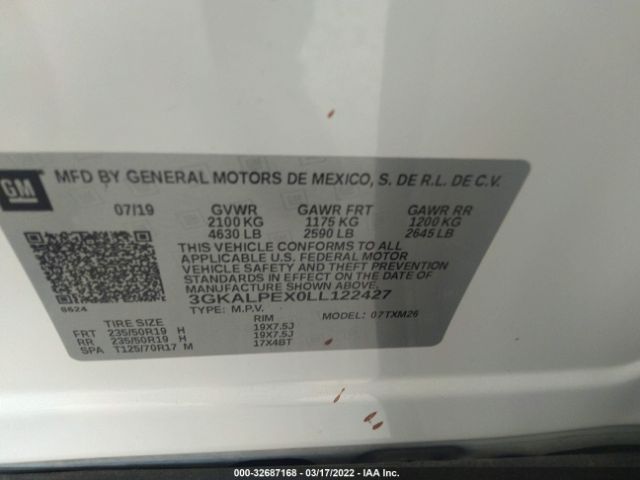 GM MFD BY GENERAL MOTORS DE MEXICO, S. DE R.L. DE C.V.
07/19 GVWR GAWR FRT GAWR RR
2100 KG 1175 KG 1200 KG
4630 LB 2590 LB 2645 LB
THIS VEHICLE CONFORMS TO ALL
APPLICABLE U.S. FEDERAL MOTOR
VEHICLE SAFETY AND THEFT PREVENTION
STANDARDS IN EFFECT ON THE DATE OF
MANUFACTURE SHOWN ABOVE.
3GKALPEX0LL122427
8624 TYPE: M.P.V. MODEL: 07TXM26
TIRE SIZE RIM
FRT 235/50R19 H 19X7.5J
RR 235/50R19 H 19X7.5J
SPA T125/70R17 M 17X4BT
000-32687168 - 03/17/2022 - IAA Inc.